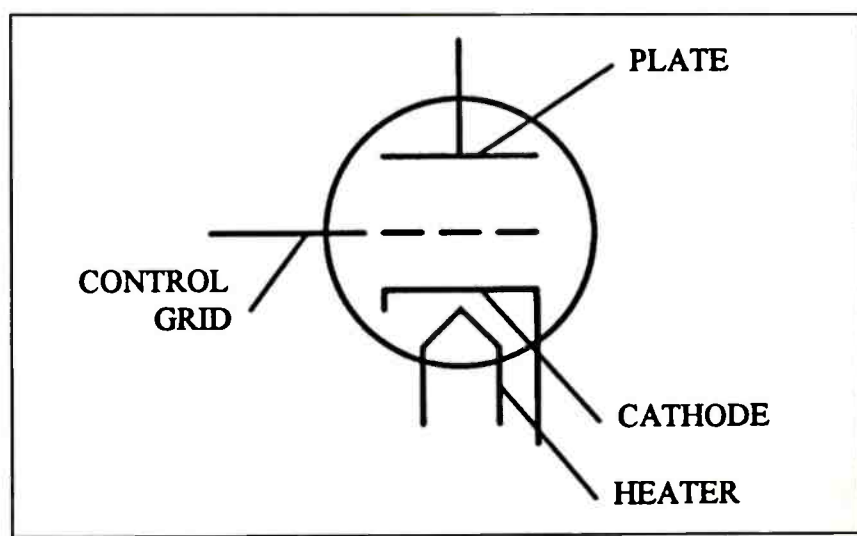 PLATE
CONTROL
GRID
CATHODE
HEATER